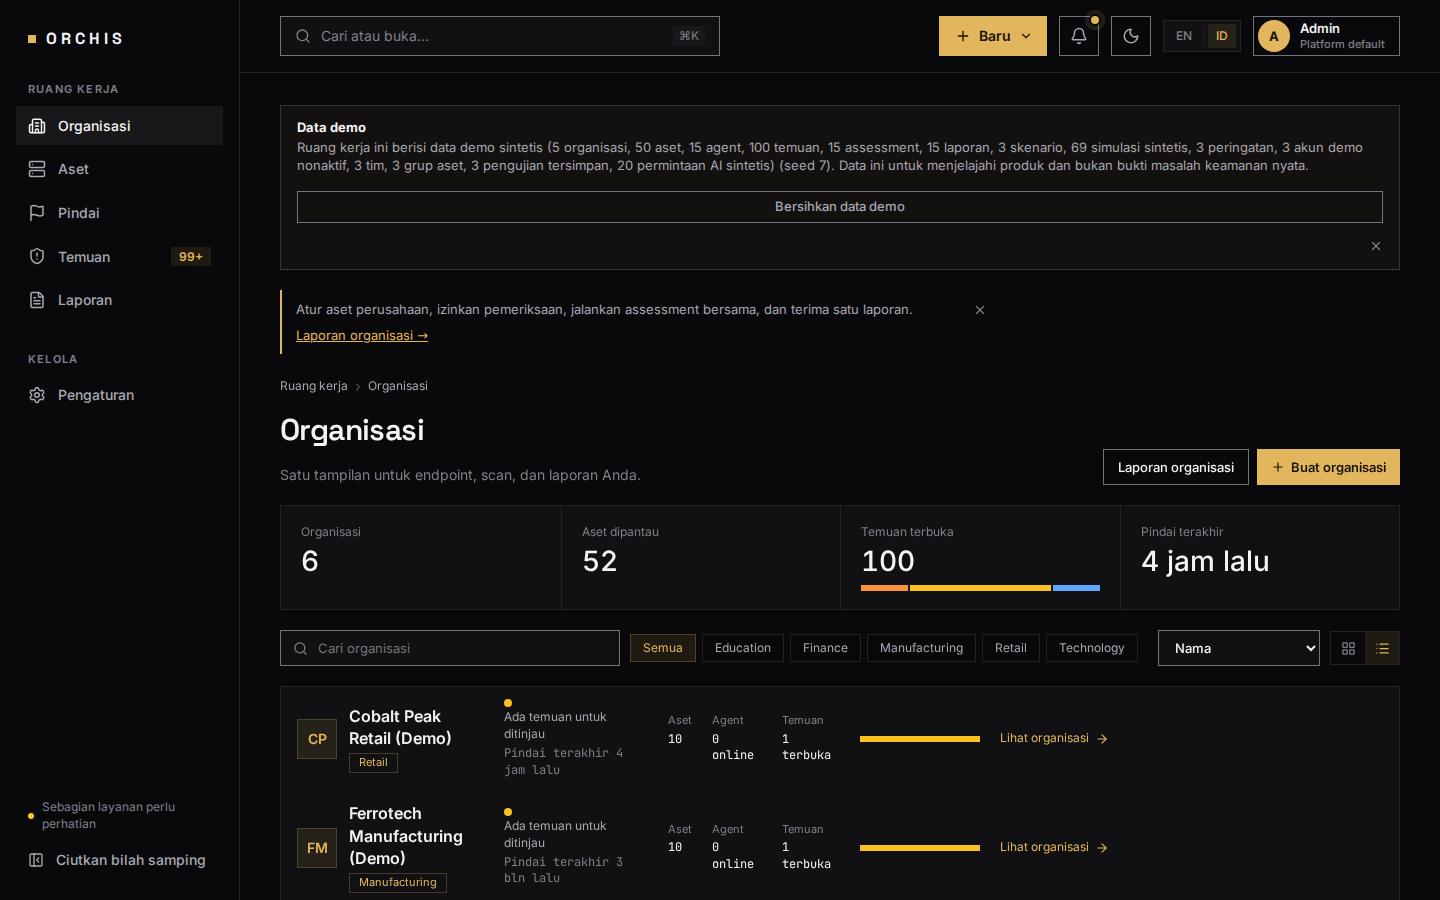 ORCHIS
Cari atau buka...
⌘K
Baru
EN
ID
A
Admin
Platform default
RUANG KERJA
Organisasi
Aset
Pindai
Temuan
99+
Laporan
KELOLA
Pengaturan
Sebagian layanan perlu
perhatian
Ciutkan bilah samping
Data demo
Ruang kerja ini berisi data demo sintetis (5 organisasi, 50 aset, 15 agent, 100 temuan, 15 assessment, 15 laporan, 3 skenario, 69 simulasi sintetis, 3 peringatan, 3 akun demo
nonaktif, 3 tim, 3 grup aset, 3 pengujian tersimpan, 20 permintaan AI sintetis) (seed 7). Data ini untuk menjelajahi produk dan bukan bukti masalah keamanan nyata.
Bersihkan data demo
Atur aset perusahaan, izinkan pemeriksaan, jalankan assessment bersama, dan terima satu laporan.
Laporan organisasi →
Ruang kerja > Organisasi
Organisasi
Satu tampilan untuk endpoint, scan, dan laporan Anda.
Laporan organisasi
+ Buat organisasi
Organisasi
6
Aset dipantau
52
Temuan terbuka
100
Pindai terakhir
4 jam lalu
Cari organisasi
Semua
Education
Finance
Manufacturing
Retail
Technology
Nama
CP
Cobalt Peak
Retail (Demo)
Retail
Ada temuan untuk
ditinjau
Pindai terakhir 4
jam lalu
Aset
10
Agent
0
online
Temuan
1
terbuka
Lihat organisasi →
FM
Ferrotech
Manufacturing
(Demo)
Manufacturing
Ada temuan untuk
ditinjau
Pindai terakhir 3
bln lalu
Aset
10
Agent
0
online
Temuan
1
terbuka
Lihat organisasi →